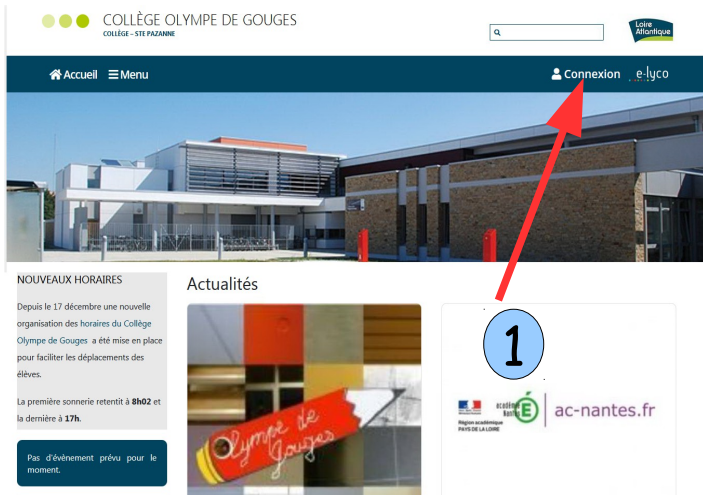 COLLÈGE OLYMPE DE GOUGES
COLLÈGE – STE PAZANNE
Loire
Atlantique
Accueil Menu Connexion e-lyco
NOUVEAUX HORAIRES
Depuis le 17 décembre une nouvelle
organisation des horaires du Collège
Olympe de Gouges a été mise en place
pour faciliter les déplacements des
élèves.
La première sonnerie retentit à 8h02 et
la dernière à 17h.
Pas d'évènement prévu pour le
moment.
Actualités
Olympe de
Gouges
1
académie
Nantes
Région académique
PAYS DE LA LOIRE
ac-nantes.fr